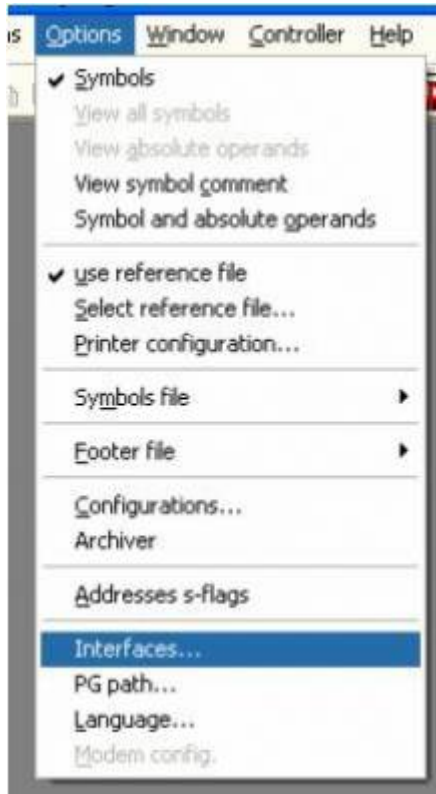 Options Window Controller Help
Symbols
View all symbols
View absolute operands
View symbol comment
Symbol and absolute operands
use reference file
Select reference file...
Printer configuration...
Symbols file
Footer file
Configurations...
Archiver
Addresses s-flags
Interfaces...
PG path...
Language...
Modem config.